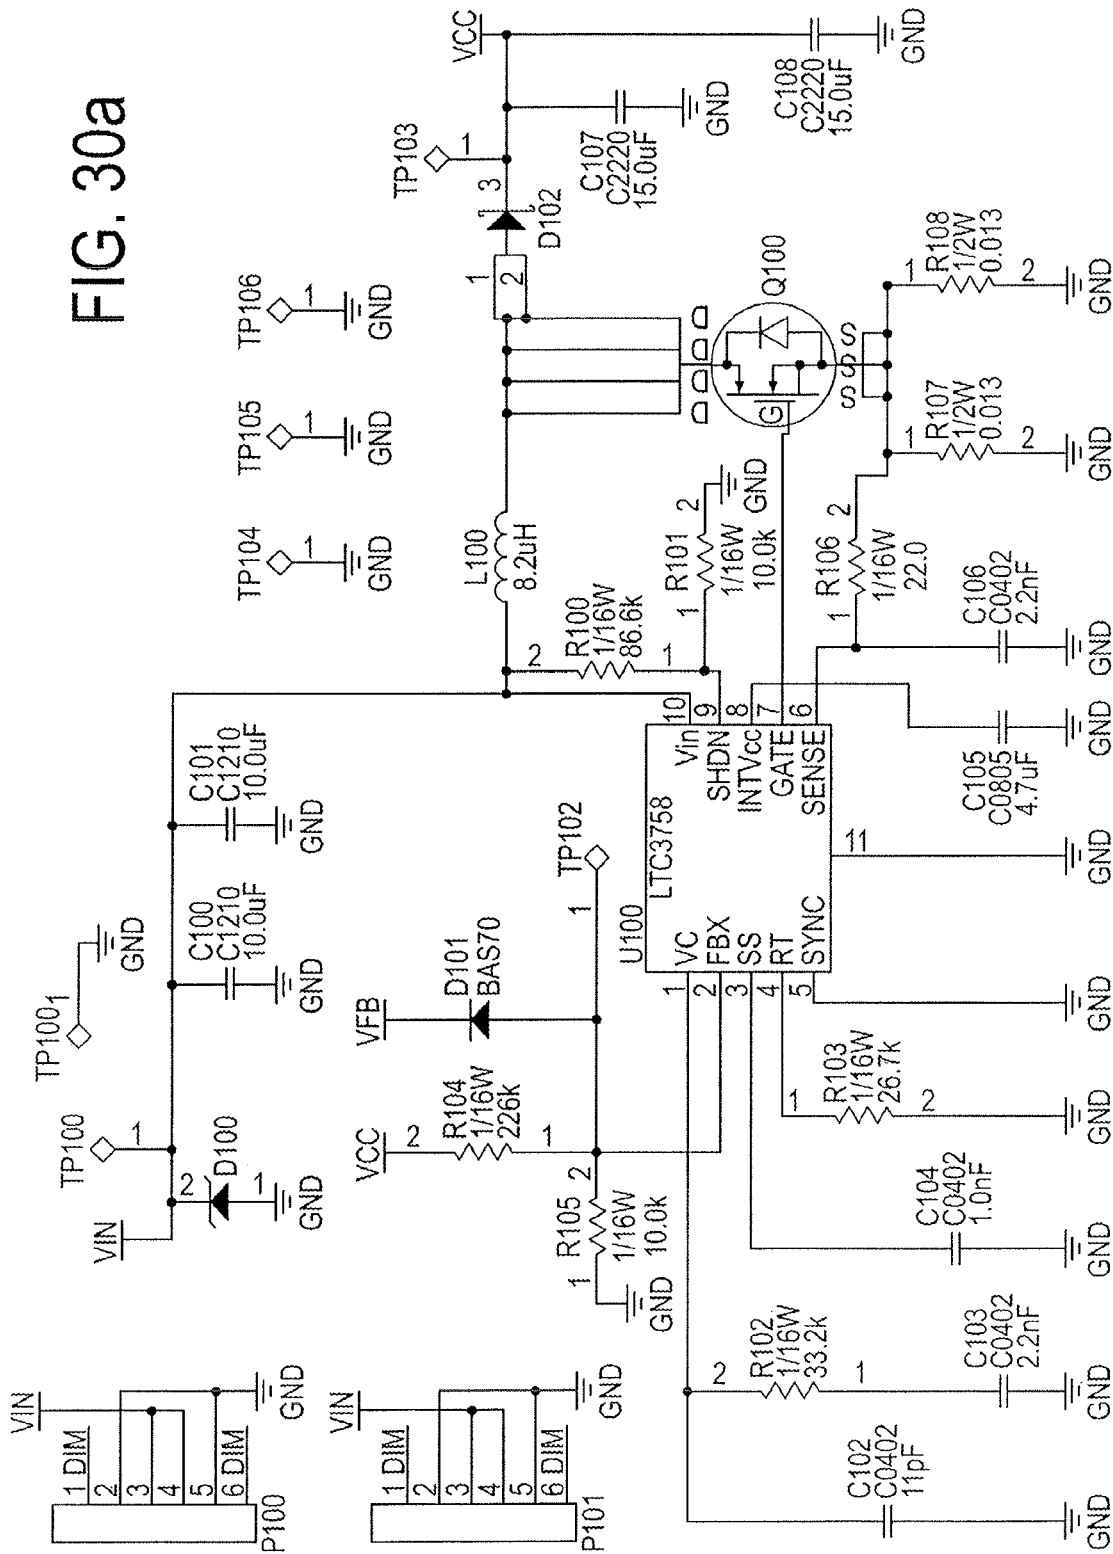 FIG. 30a
P100
1 DIM
2
3
4
5
6 DIM
VIN
GND
P101
1 DIM
2
3
4
5
6 DIM
VIN
GND
VIN
TP100
1
2
D100
1
GND
TP100
1
GND
C100
C1210
10.0uF
GND
C101
C1210
10.0uF
GND
TP104
1
GND
TP105
1
GND
TP106
1
GND
VCC
2
R104
1/16W
226k
1
VFB
D101
BAS70
TP102
1
2
R105
1/16W
10.0k
1
GND
L100
8.2uH
2
R100
1/16W
86.6k
1
R101
1/16W
10.0k
1
2
GND
1
2
3
D102
TP103
1
VCC
C107
C2220
15.0uF
GND
C108
C2220
15.0uF
GND
D D D D
G
Q100
S S S
U100
LTC3758
VC
FBX
SS
RT
SYNC
1
2
3
4
5
Vin
SHDN
INTVcc
GATE
SENSE
10
9
8
7
6
11
GND
C102
C0402
11pF
GND
2
R102
1/16W
33.2k
1
C103
C0402
2.2nF
GND
C104
C0402
1.0nF
GND
1
R103
1/16W
26.7k
2
GND
GND
C105
C0805
4.7uF
GND
C106
C0402
2.2nF
GND
1
R106
1/16W
22.0
2
1
R107
1/2W
0.013
2
GND
1
R108
1/2W
0.013
2
GND